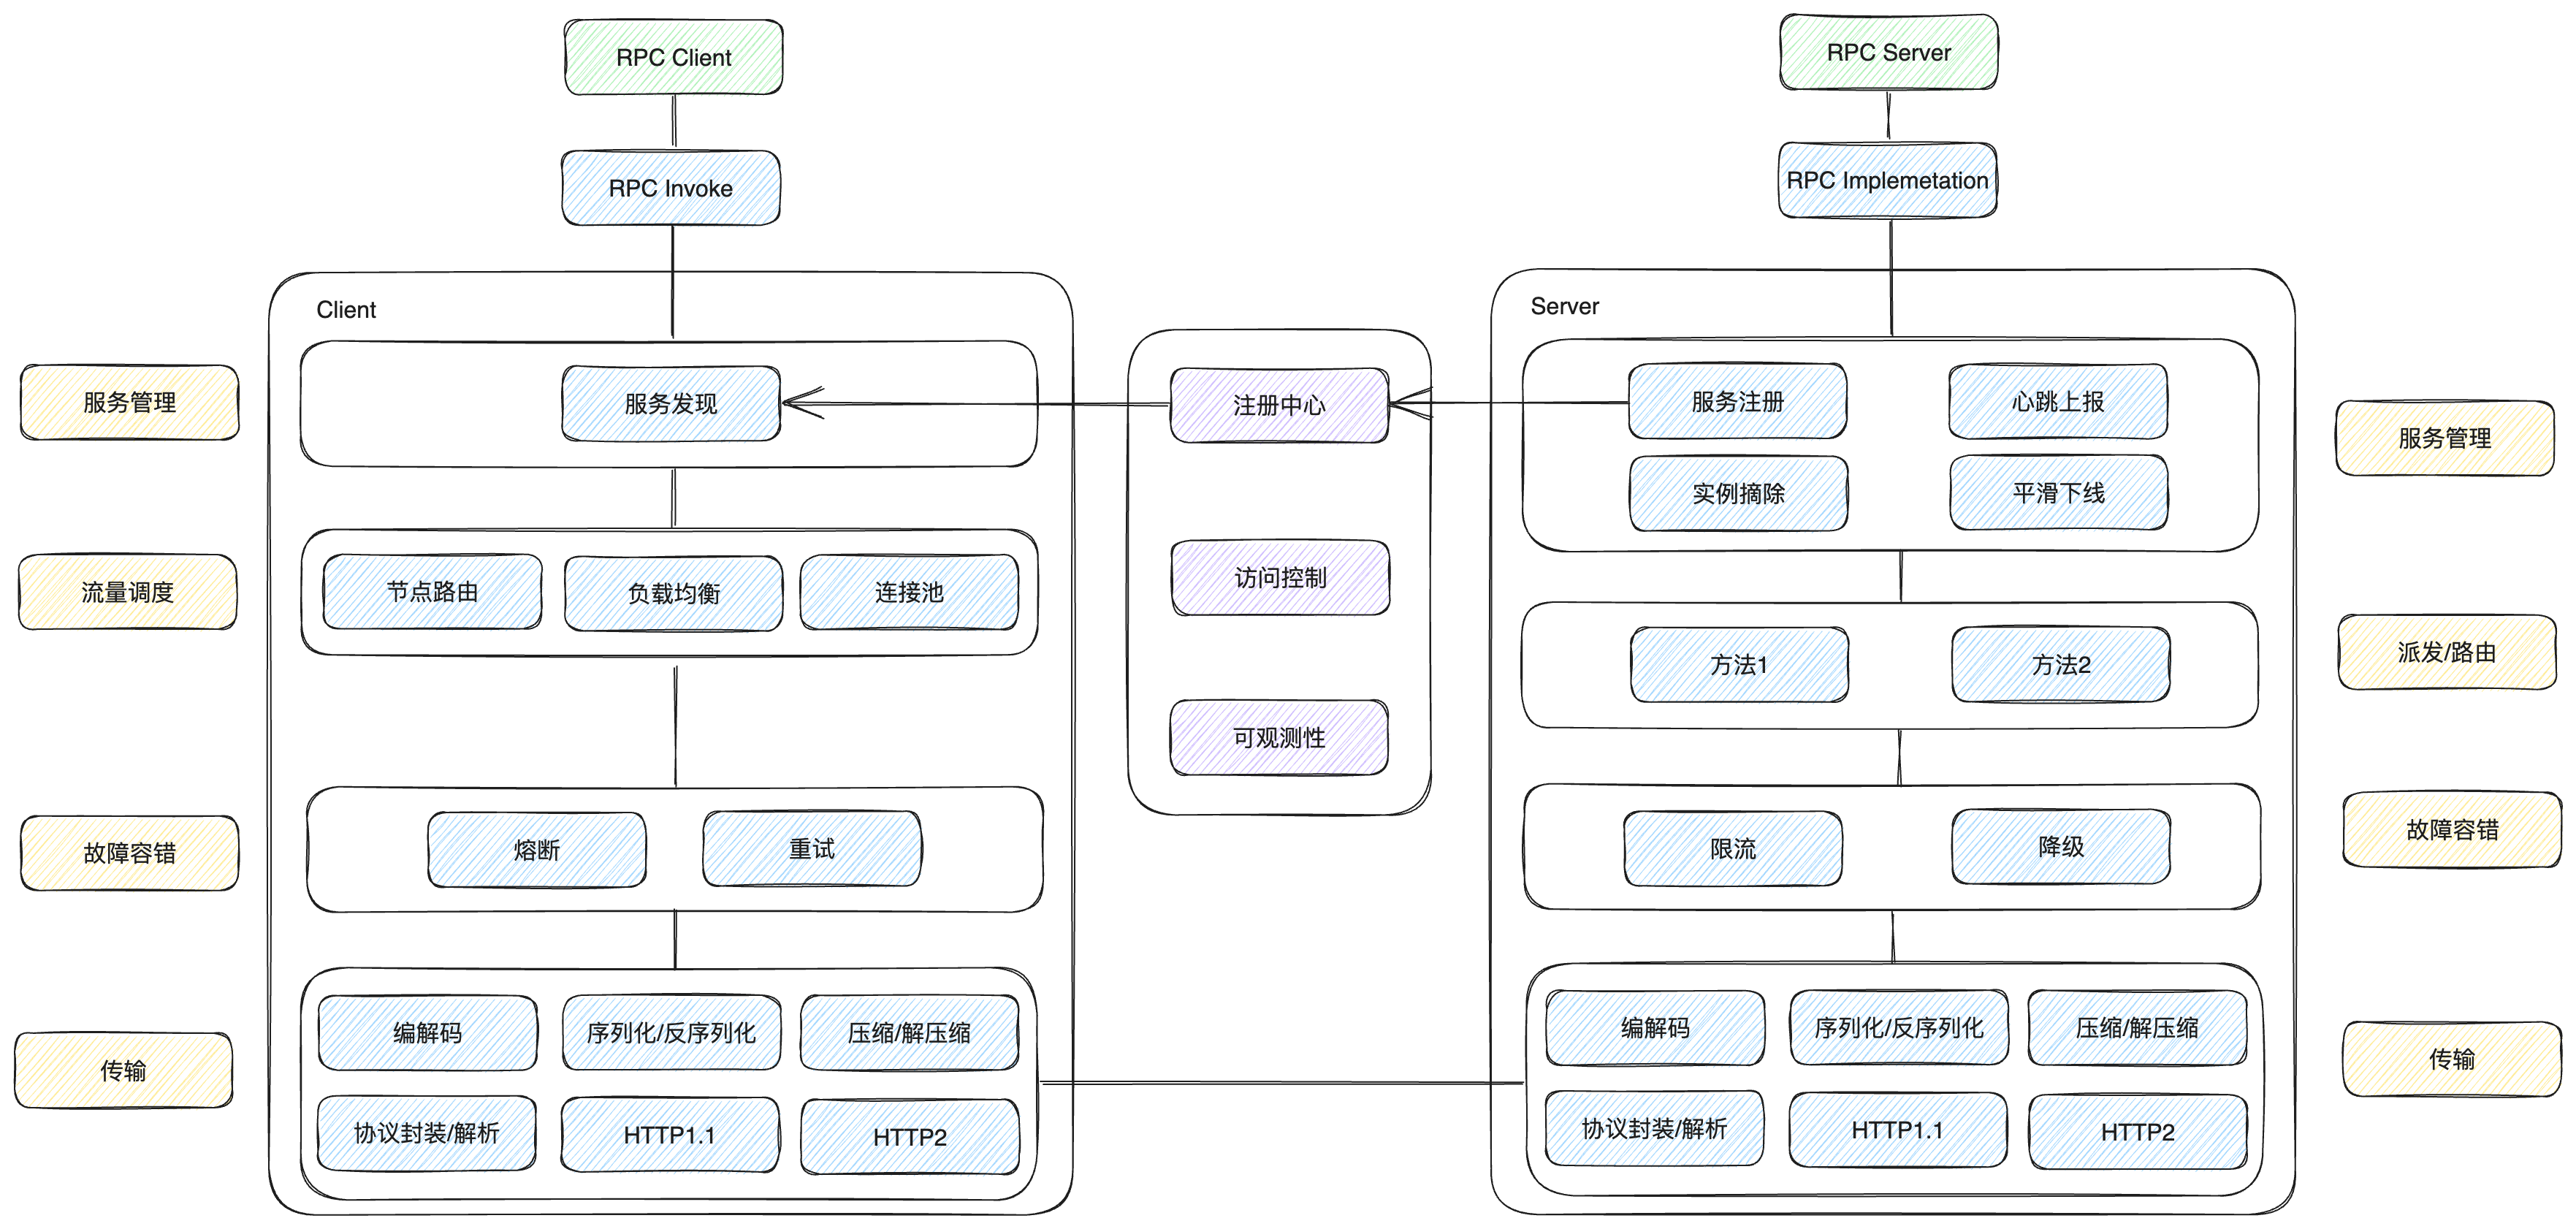 RPC Client
RPC Server
RPC Invoke
RPC Implemetation
Client
服务管理
服务发现
流量调度
节点路由
负载均衡
连接池
故障容错
熔断
重试
传输
编解码
序列化/反序列化
压缩/解压缩
协议封装/解析
HTTP1.1
HTTP2
注册中心
访问控制
可观测性
Server
服务注册
心跳上报
实例摘除
平滑下线
服务管理
方法1
方法2
派发/路由
限流
降级
故障容错
编解码
序列化/反序列化
压缩/解压缩
协议封装/解析
HTTP1.1
HTTP2
传输